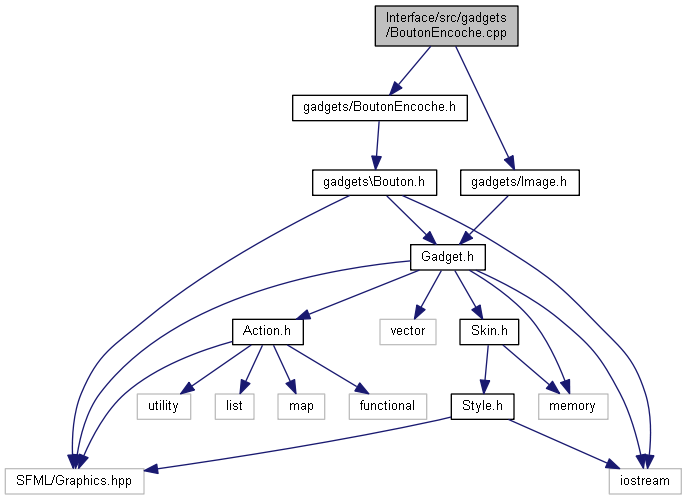 Interface/src/gadgets
/BoutonEncoche.cpp
gadgets/BoutonEncoche.h
gadgets\Bouton.h
gadgets/Image.h
Gadget.h
Action.h
vector
Skin.h
utility
list
map
functional
Style.h
memory
SFML/Graphics.hpp
iostream